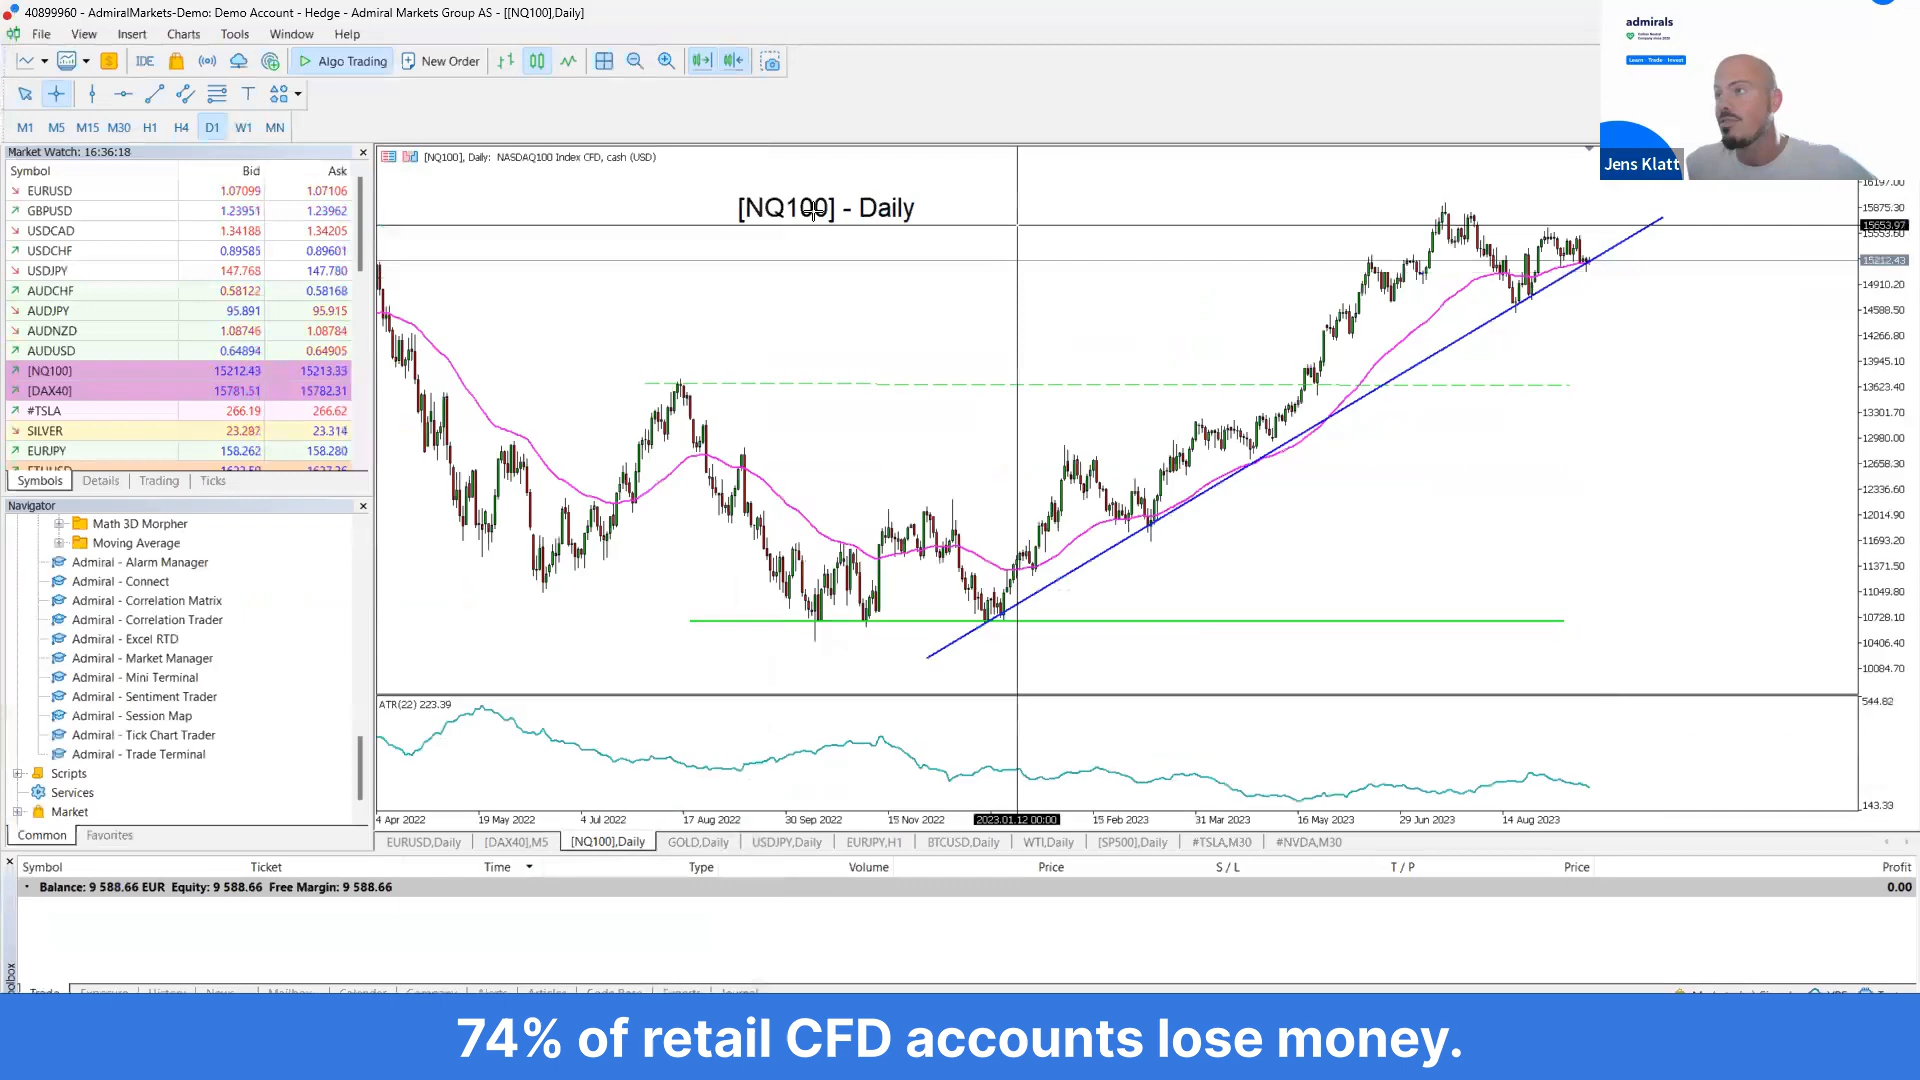 40899960 - AdmiralMarkets-Demo: Demo Account - Hedge - Admiral Markets Group AS - [[NQ100],Daily]
File View Insert Charts Tools Window Help
IDE Algo Trading New Order
M1 M5 M15 M30 H1 H4 D1 W1 MN
admirals
Learn · Trade · Invest
Jens Klatt
Market Watch: 16:36:18
Symbol Bid Ask
EURUSD 1.07099 1.07106
GBPUSD 1.23951 1.23962
USDCAD 1.34188 1.34205
USDCHF 0.89585 0.89601
USDJPY 147.768 147.780
AUDCHF 0.58122 0.58168
AUDJPY 95.891 95.915
AUDNZD 1.08746 1.08784
AUDUSD 0.64894 0.64905
[NQ100] 15212.43 15213.33
[DAX40] 15781.51 15782.31
#TSLA 266.19 266.62
SILVER 23.287 23.314
EURJPY 158.262 158.280
Symbols Details Trading Ticks
Navigator
Math 3D Morpher
Moving Average
Admiral - Alarm Manager
Admiral - Connect
Admiral - Correlation Matrix
Admiral - Correlation Trader
Admiral - Excel RTD
Admiral - Market Manager
Admiral - Mini Terminal
Admiral - Sentiment Trader
Admiral - Session Map
Admiral - Tick Chart Trader
Admiral - Trade Terminal
Scripts
Services
Market
Common Favorites
[NQ100], Daily: NASDAQ100 Index CFD, cash (USD)
[NQ100] - Daily
16197.00
15875.30
15653.97
15553.60
15212.43
14910.20
14588.50
14266.80
13945.10
13623.40
13301.70
12980.00
12658.30
12336.60
12014.90
11693.20
11371.50
11049.80
10728.10
10406.40
10084.70
ATR(22) 223.39
544.82
143.33
4 Apr 2022 19 May 2022 4 Jul 2022 17 Aug 2022 30 Sep 2022 15 Nov 2022 2023.01.12 00:00 15 Feb 2023 31 Mar 2023 16 May 2023 29 Jun 2023 14 Aug 2023
EURUSD,Daily [DAX40],M5 [NQ100],Daily GOLD,Daily USDJPY,Daily EURJPY,H1 BTCUSD,Daily WTI,Daily [SP500],Daily #TSLA,M30 #NVDA,M30
Symbol Ticket Time Type Volume Price S / L T / P Price Profit
Balance: 9 588.66 EUR Equity: 9 588.66 Free Margin: 9 588.66 0.00
74% of retail CFD accounts lose money.